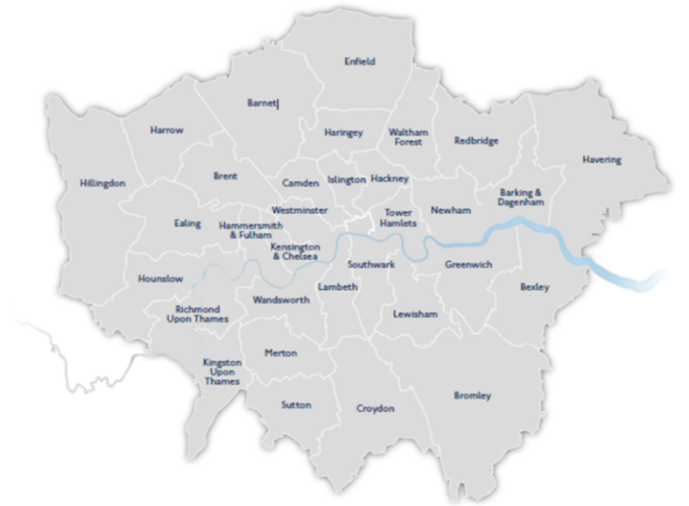 Enfield
Barnet
Harrow
Haringey
Waltham
Forest
Redbridge
Havering
Hillingdon
Brent
Camden
Islington
Hackney
Barking &
Dagenham
Westminster
Tower
Hamlets
Newham
Ealing
Hammersmith
& Fulham
Kensington
& Chelsea
Southwark
Greenwich
Hounslow
Lambeth
Bexley
Wandsworth
Richmond
Upon Thames
Lewisham
Merton
Kingston
Upon
Thames
Sutton
Croydon
Bromley